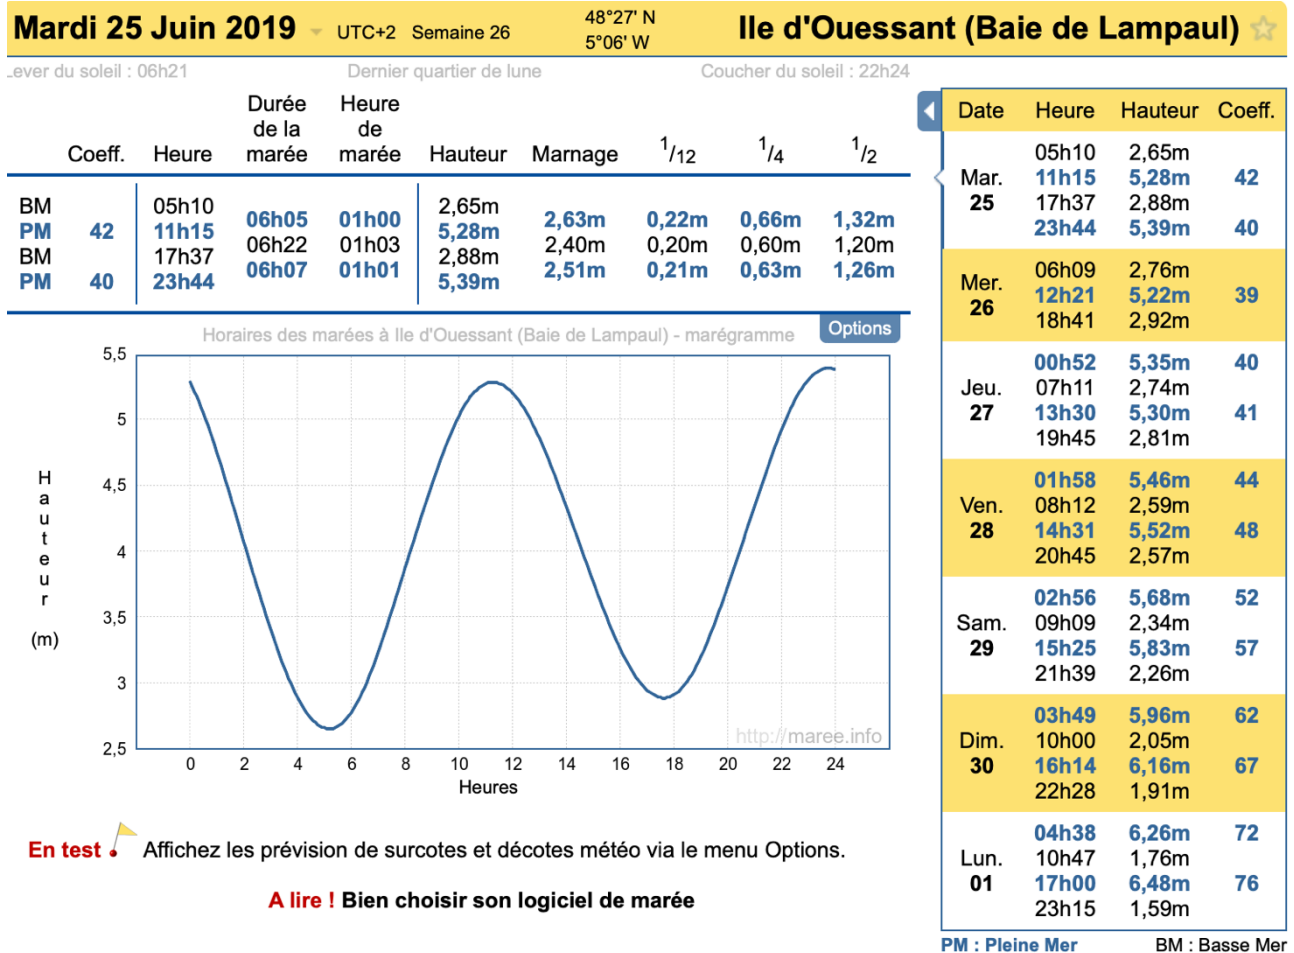 Mardi 25 Juin 2019 UTC+2 Semaine 26 48°27' N 5°06' W Ile d'Ouessant (Baie de Lampaul)
Lever du soleil : 06h21 Dernier quartier de lune Coucher du soleil : 22h24
Coeff. Heure Durée de la marée Heure de marée Hauteur Marnage 1/12 1/4 1/2
BM 05h10 2,65m
06h05 01h00 2,63m 0,22m 0,66m 1,32m
PM 42 11h15 5,28m
06h22 01h03 2,40m 0,20m 0,60m 1,20m
BM 17h37 2,88m
06h07 01h01 2,51m 0,21m 0,63m 1,26m
PM 40 23h44 5,39m
Horaires des marées à Ile d'Ouessant (Baie de Lampaul) - marégramme
Options
Hauteur (m)
5,5
5
4,5
4
3,5
3
2,5
http://maree.info
0 2 4 6 8 10 12 14 16 18 20 22 24
Heures
En test Affichez les prévision de surcotes et décotes météo via le menu Options.
A lire ! Bien choisir son logiciel de marée
Date Heure Hauteur Coeff.
Mar. 25
05h10 2,65m
11h15 5,28m 42
17h37 2,88m
23h44 5,39m 40
Mer. 26
06h09 2,76m
12h21 5,22m 39
18h41 2,92m
Jeu. 27
00h52 5,35m 40
07h11 2,74m
13h30 5,30m 41
19h45 2,81m
Ven. 28
01h58 5,46m 44
08h12 2,59m
14h31 5,52m 48
20h45 2,57m
Sam. 29
02h56 5,68m 52
09h09 2,34m
15h25 5,83m 57
21h39 2,26m
Dim. 30
03h49 5,96m 62
10h00 2,05m
16h14 6,16m 67
22h28 1,91m
Lun. 01
04h38 6,26m 72
10h47 1,76m
17h00 6,48m 76
23h15 1,59m
PM : Pleine Mer BM : Basse Mer